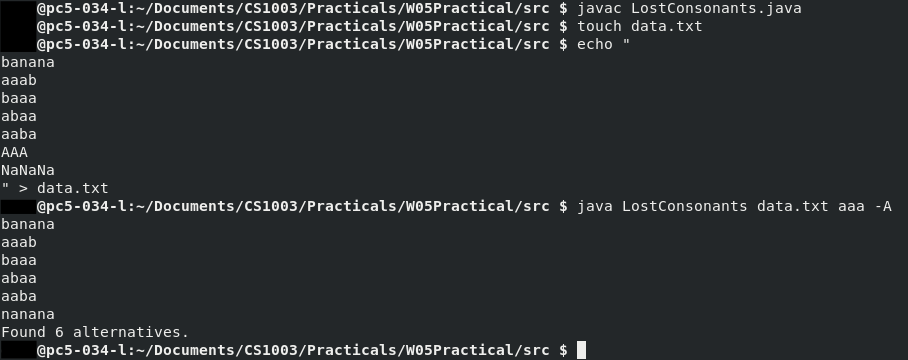 @pc5-034-l:~/Documents/CS1003/Practicals/W05Practical/src $ javac LostConsonants.java
@pc5-034-l:~/Documents/CS1003/Practicals/W05Practical/src $ touch data.txt
@pc5-034-l:~/Documents/CS1003/Practicals/W05Practical/src $ echo "
banana
aaab
baaa
abaa
aaba
AAA
NaNaNa
" > data.txt
@pc5-034-l:~/Documents/CS1003/Practicals/W05Practical/src $ java LostConsonants data.txt aaa -A
banana
aaab
baaa
abaa
aaba
nanana
Found 6 alternatives.
@pc5-034-l:~/Documents/CS1003/Practicals/W05Practical/src $